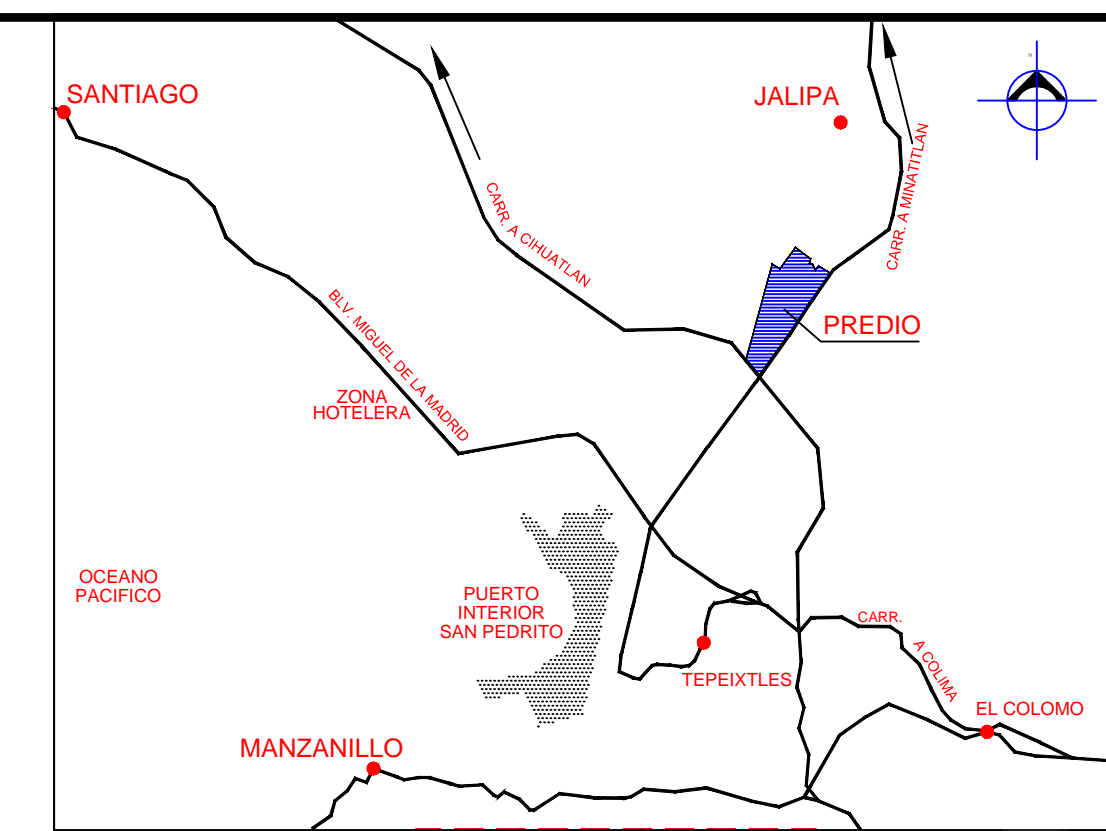 N
SANTIAGO
JALIPA
CARR. A CIHUATLAN
CARR. A MINATITLAN
PREDIO
BLV. MIGUEL DE LA MADRID
ZONA
HOTELERA
OCEANO
PACIFICO
PUERTO
INTERIOR
SAN PEDRITO
CARR.
A COLIMA
TEPEIXTLES
EL COLOMO
MANZANILLO